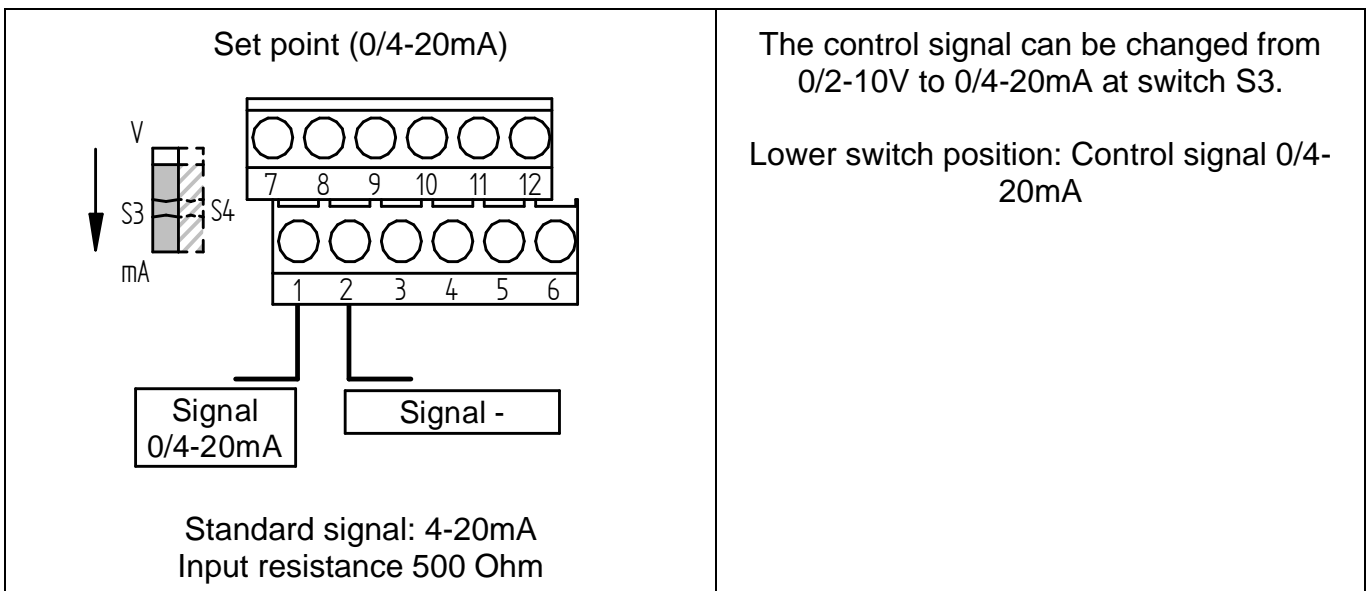 Set point (0/4-20mA)
V
7 8 9 10 11 12
S3 S4
mA
1 2 3 4 5 6
Signal
0/4-20mA
Signal -
Standard signal: 4-20mA
Input resistance 500 Ohm
The control signal can be changed from
0/2-10V to 0/4-20mA at switch S3.
Lower switch position: Control signal 0/4-
20mA